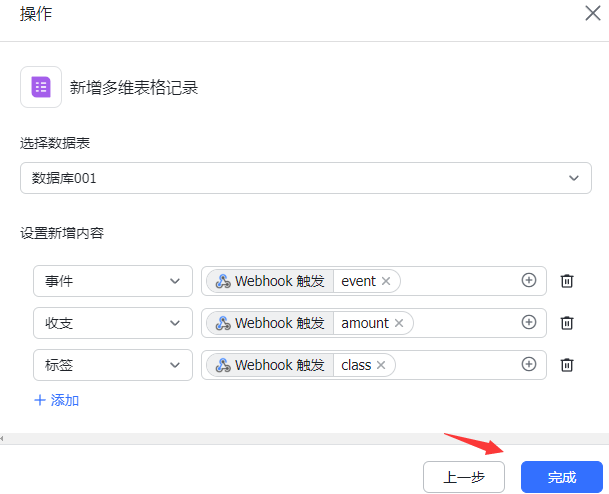 操作
新增多维表格记录
选择数据表
数据库001
设置新增内容
事件 Webhook 触发 event
收支 Webhook 触发 amount
标签 Webhook 触发 class
添加
上一步 完成